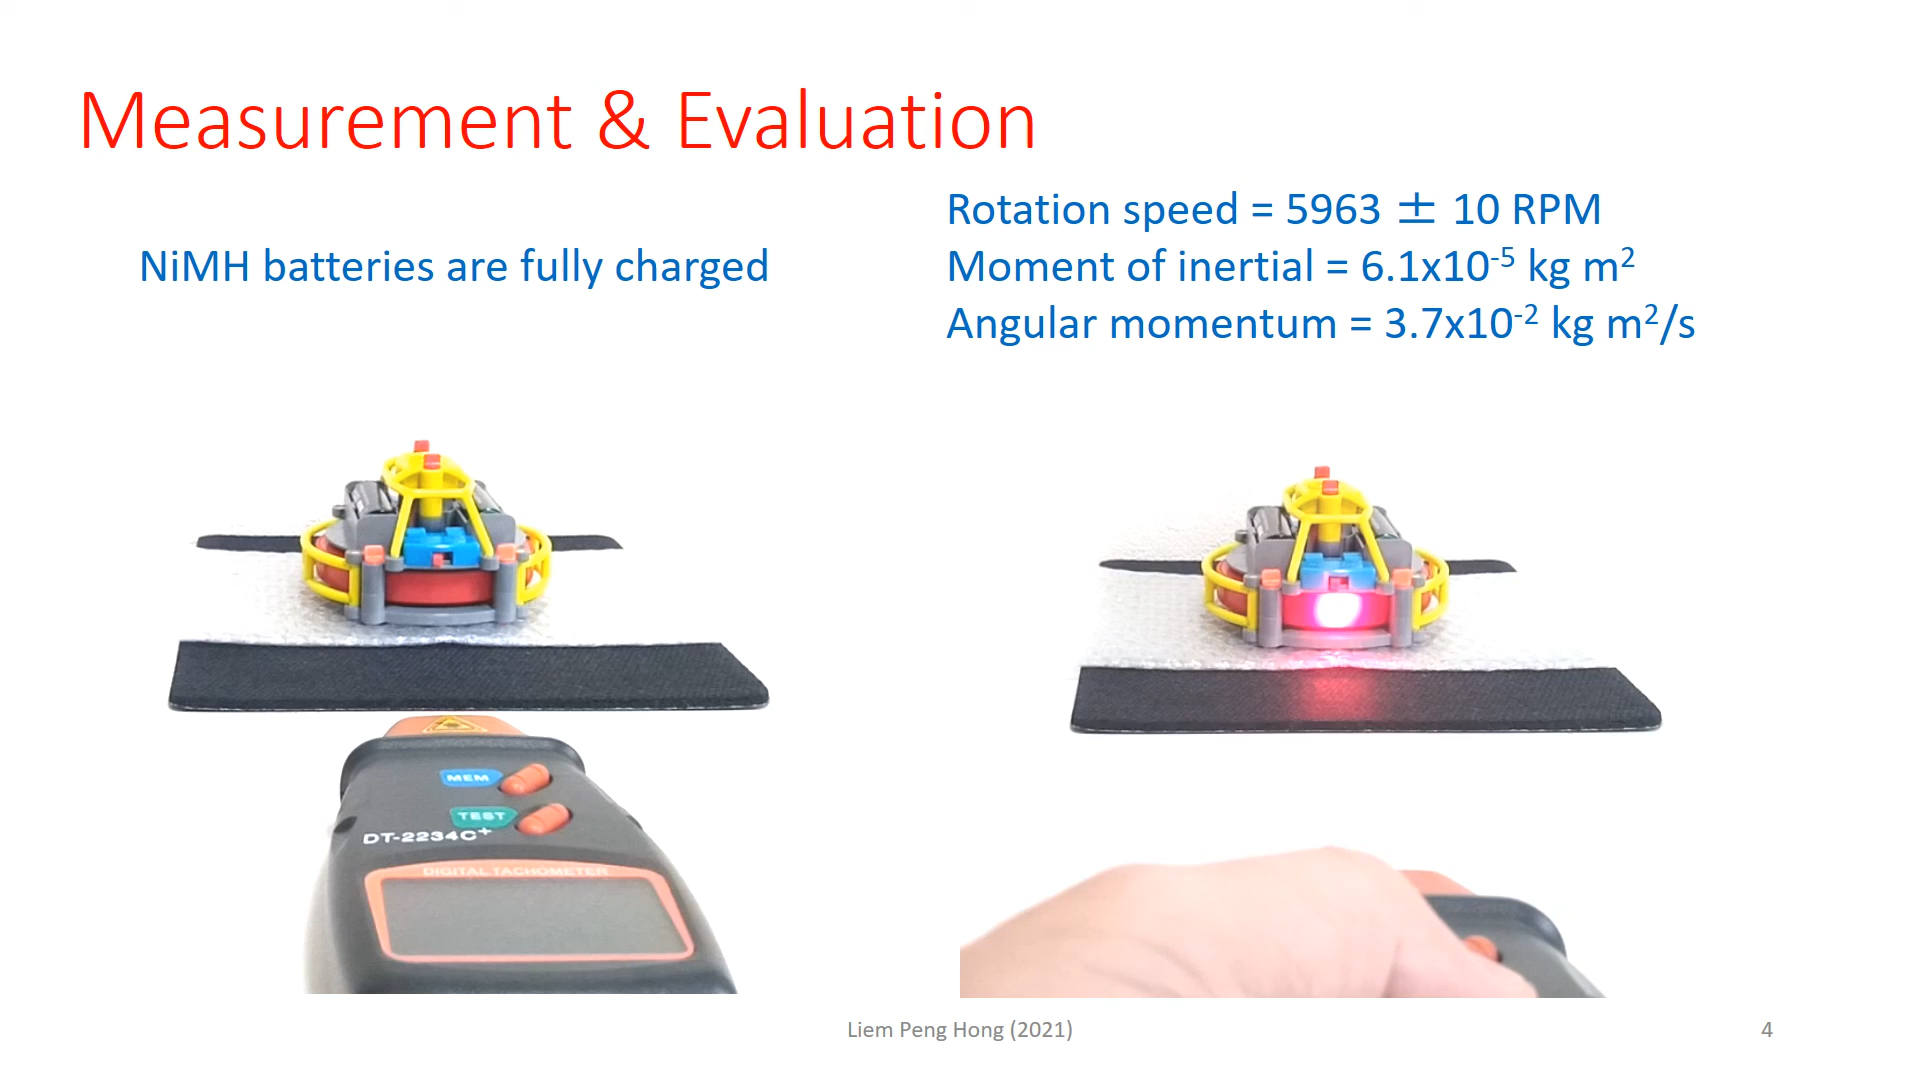 Measurement & Evaluation
NiMH batteries are fully charged
Rotation speed = 5963 ± 10 RPM
Moment of inertial = 6.1x10⁻⁵ kg m²
Angular momentum = 3.7x10⁻² kg m²/s
MEM
TEST
DT-2234C⁺
DIGITAL TACHOMETER
Liem Peng Hong (2021)
4